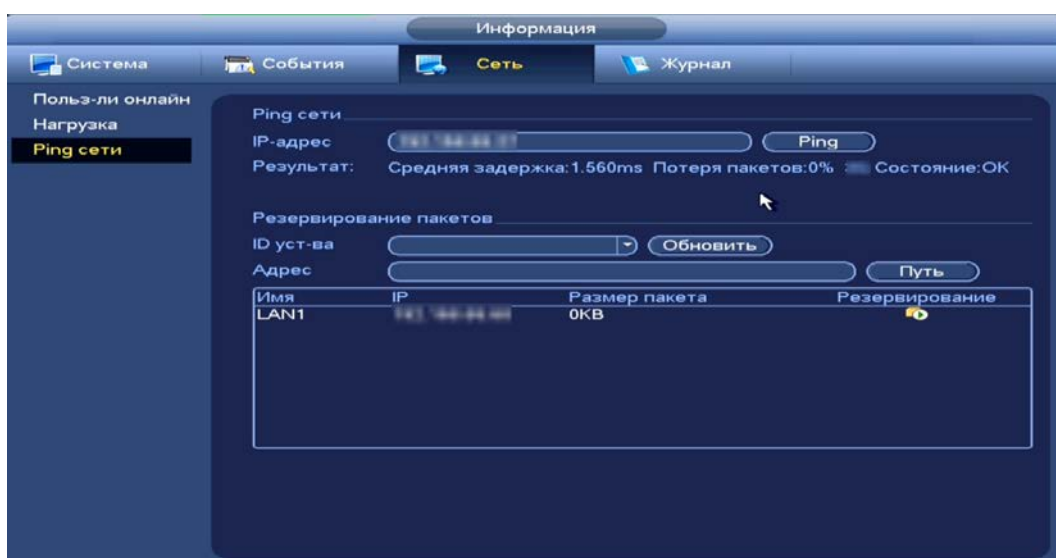 Информация
Система События Сеть Журнал
Польз-ли онлайн
Нагрузка
Ping сети
Ping сети
IP-адрес Ping
Результат: Средняя задержка:1.560ms Потеря пакетов:0% Состояние:OK
Резервирование пакетов
ID уст-ва Обновить
Адрес Путь
Имя IP Размер пакета Резервирование
LAN1 0KB